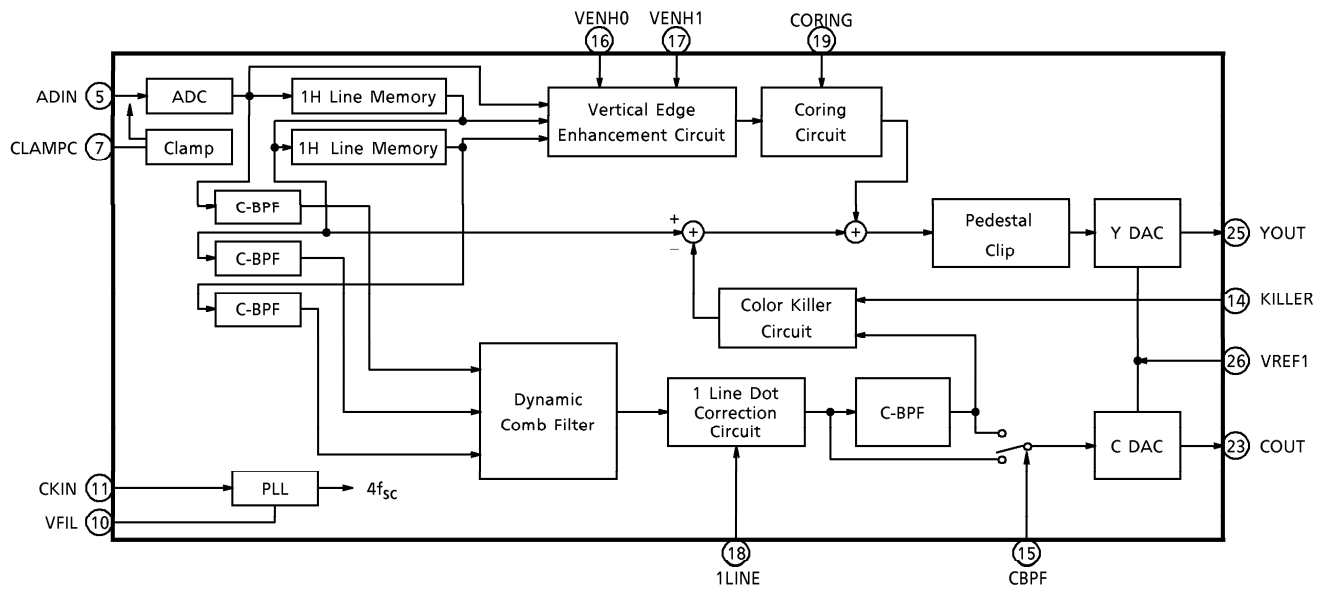 VENH0 VENH1 CORING
16 17 19
ADIN 5 ADC 1H Line Memory
CLAMPC 7 Clamp 1H Line Memory
Vertical Edge
Enhancement Circuit
Coring
Circuit
C-BPF
C-BPF
C-BPF
+
−
+
+
Pedestal
Clip
Y DAC
25 YOUT
Color Killer
Circuit
14 KILLER
26 VREF1
Dynamic
Comb Filter
1 Line Dot
Correction
Circuit
C-BPF
C DAC
23 COUT
CKIN 11 PLL 4fSC
VFIL 10
18 15
1LINE CBPF